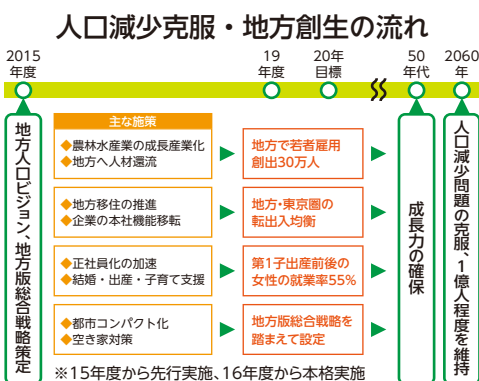 人口減少克服・地方創生の流れ
2015
年度
19
年度
20年
目標
50
年代
2060
年
地方人口ビジョン、地方版総合戦略策定
主な施策
◆農林水産業の成長産業化
◆地方へ人材還流
地方で若者雇用
創出30万人
◆地方移住の推進
◆企業の本社機能移転
地方・東京圏の
転出入均衡
◆正社員化の加速
◆結婚・出産・子育て支援
第1子出産前後の
女性の就業率55%
◆都市コンパクト化
◆空き家対策
地方版総合戦略を
踏まえて設定
成長力の確保
人口減少問題の克服、1億人程度を維持
※15年度から先行実施、16年度から本格実施